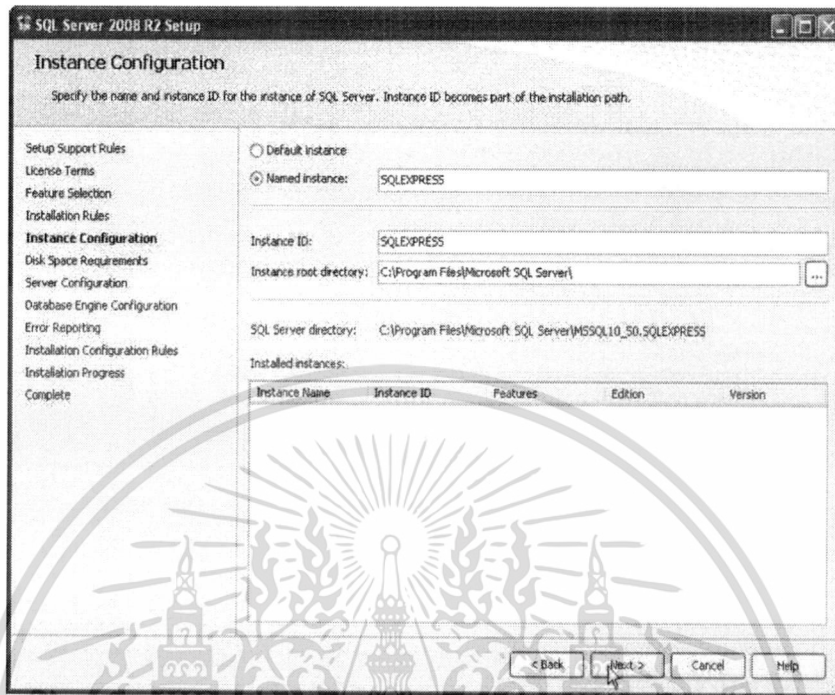 SQL Server 2008 R2 Setup
Instance Configuration
Specify the name and instance ID for the instance of SQL Server. Instance ID becomes part of the installation path.
Setup Support Rules
License Terms
Feature Selection
Installation Rules
Instance Configuration
Disk Space Requirements
Server Configuration
Database Engine Configuration
Error Reporting
Installation Configuration Rules
Installation Progress
Complete
Default instance
Named instance: SQLEXPRESS
Instance ID: SQLEXPRESS
Instance root directory: C:\Program Files\Microsoft SQL Server\ ...
SQL Server directory: C:\Program Files\Microsoft SQL Server\MSSQL10_50.SQLEXPRESS
Installed instances:
Instance Name Instance ID Features Edition Version
< Back Next > Cancel Help